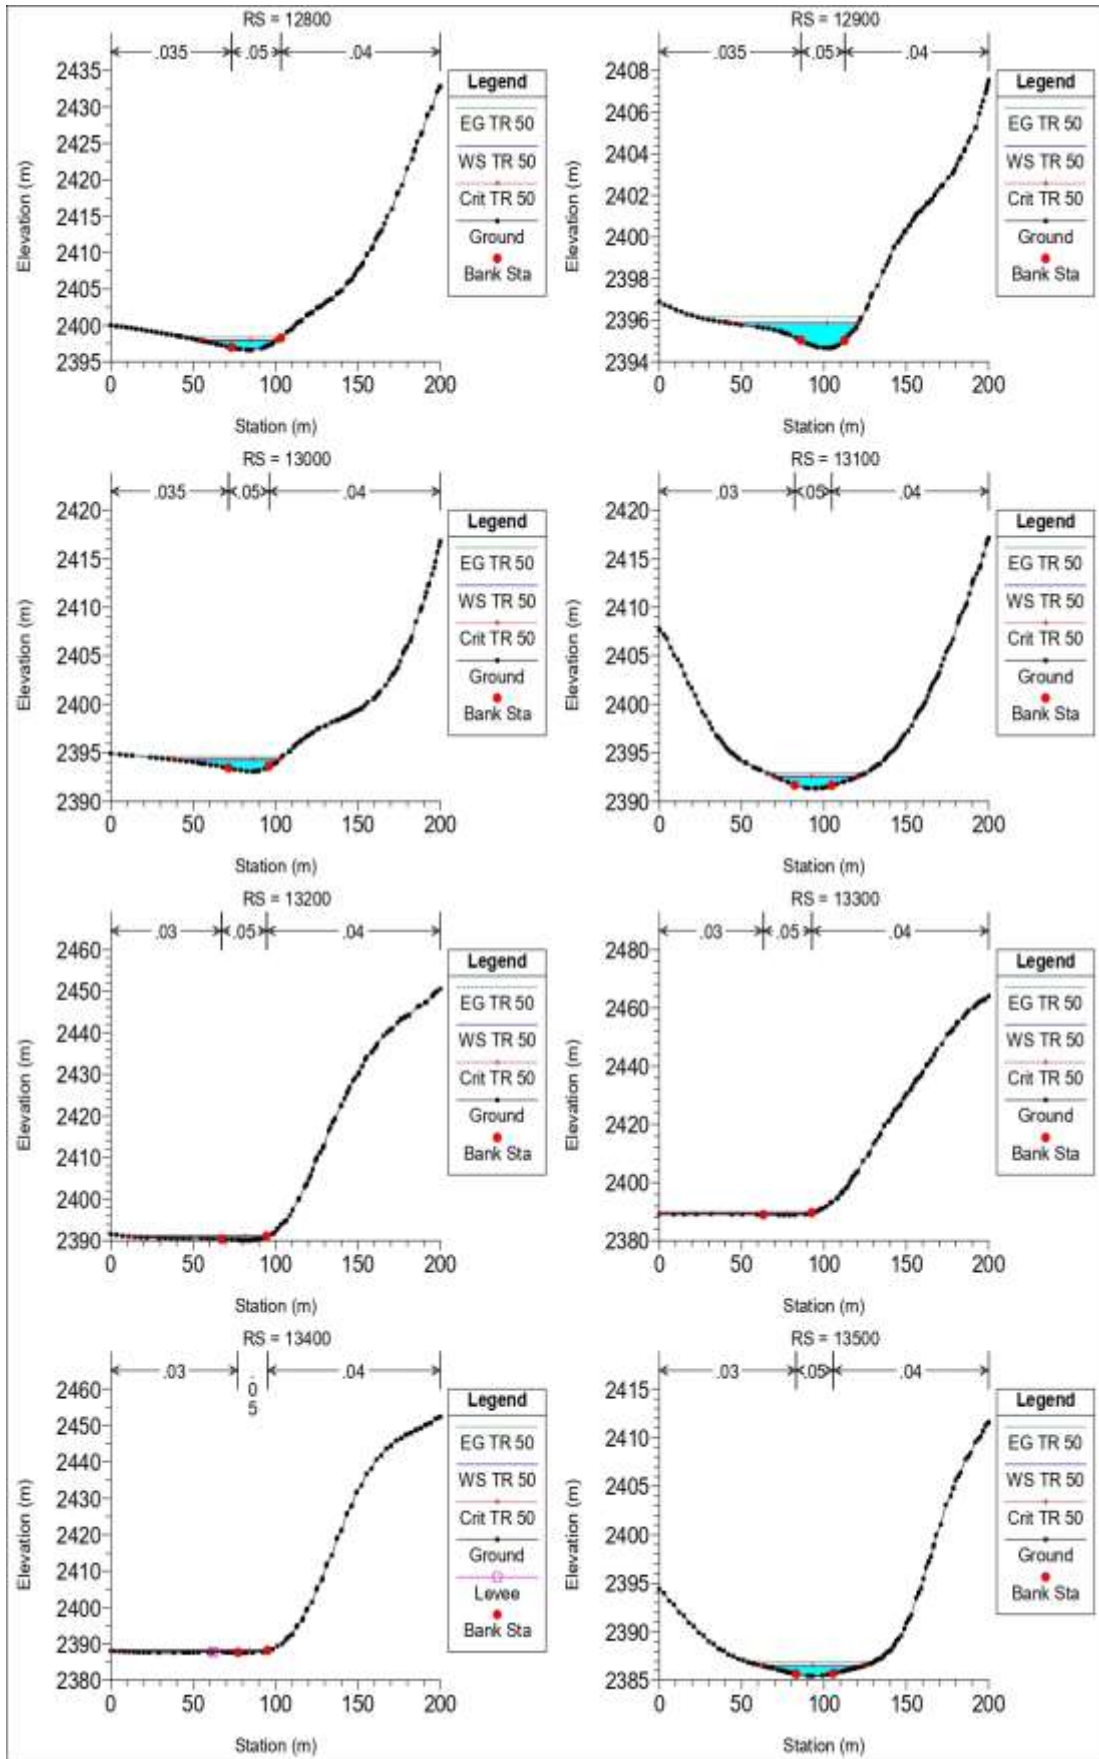 RS = 12800
.035
.05
.04
2435
2430
2425
2420
2415
2410
2405
2400
2395
0
50
100
150
200
Elevation (m)
Station (m)
Legend
EG TR 50
WS TR 50
Crit TR 50
Ground
Bank Sta
RS = 12900
.035
.05
.04
2408
2406
2404
2402
2400
2398
2396
2394
0
50
100
150
200
Elevation (m)
Station (m)
Legend
EG TR 50
WS TR 50
Crit TR 50
Ground
Bank Sta
RS = 13000
.035
.05
.04
2420
2415
2410
2405
2400
2395
2390
0
50
100
150
200
Elevation (m)
Station (m)
Legend
EG TR 50
WS TR 50
Crit TR 50
Ground
Bank Sta
RS = 13100
.03
.05
.04
2420
2415
2410
2405
2400
2395
2390
0
50
100
150
200
Elevation (m)
Station (m)
Legend
EG TR 50
WS TR 50
Crit TR 50
Ground
Bank Sta
RS = 13200
.03
.05
.04
2460
2450
2440
2430
2420
2410
2400
2390
0
50
100
150
200
Elevation (m)
Station (m)
Legend
EG TR 50
WS TR 50
Crit TR 50
Ground
Bank Sta
RS = 13300
.03
.05
.04
2480
2460
2440
2420
2400
2380
0
50
100
150
200
Elevation (m)
Station (m)
Legend
EG TR 50
WS TR 50
Crit TR 50
Ground
Bank Sta
RS = 13400
.03
.
0
5
.04
2460
2450
2440
2430
2420
2410
2400
2390
2380
0
50
100
150
200
Elevation (m)
Station (m)
Legend
EG TR 50
WS TR 50
Crit TR 50
Ground
Levee
Bank Sta
RS = 13500
.03
.05
.04
2415
2410
2405
2400
2395
2390
2385
0
50
100
150
200
Elevation (m)
Station (m)
Legend
EG TR 50
WS TR 50
Crit TR 50
Ground
Bank Sta